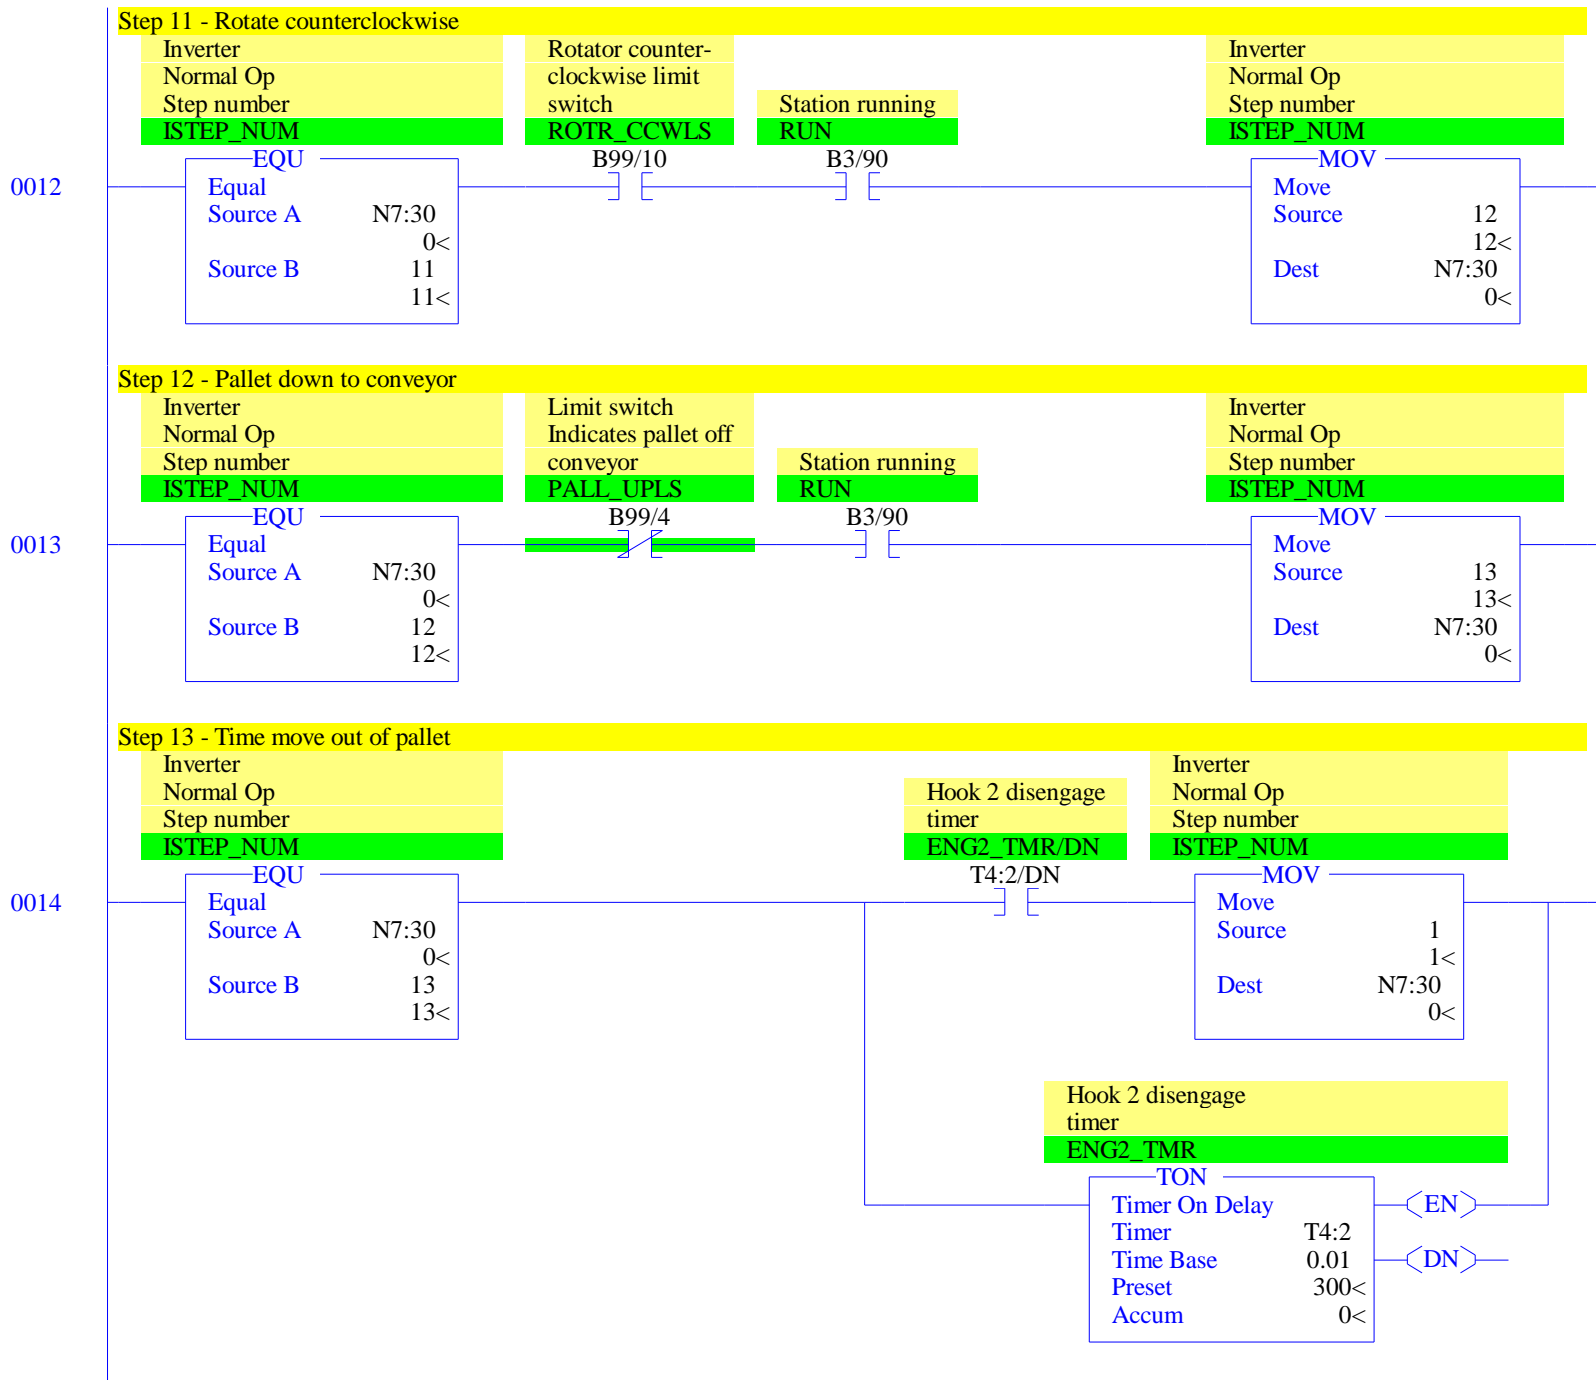 Step 11 - Rotate counterclockwise
Inverter
Normal Op
Step number
ISTEP_NUM
Rotator counter-
clockwise limit
switch
ROTR_CCWLS
Station running
RUN
Inverter
Normal Op
Step number
ISTEP_NUM
0012
EQU
Equal
Source A N7:30
0<
Source B 11
11<
B99/10
B3/90
MOV
Move
Source 12
12<
Dest N7:30
0<
Step 12 - Pallet down to conveyor
Inverter
Normal Op
Step number
ISTEP_NUM
Limit switch
Indicates pallet off
conveyor
PALL_UPLS
Station running
RUN
Inverter
Normal Op
Step number
ISTEP_NUM
0013
EQU
Equal
Source A N7:30
0<
Source B 12
12<
B99/4
B3/90
MOV
Move
Source 13
13<
Dest N7:30
0<
Step 13 - Time move out of pallet
Inverter
Normal Op
Step number
ISTEP_NUM
Hook 2 disengage
timer
ENG2_TMR/DN
Inverter
Normal Op
Step number
ISTEP_NUM
0014
EQU
Equal
Source A N7:30
0<
Source B 13
13<
T4:2/DN
MOV
Move
Source 1
1<
Dest N7:30
0<
Hook 2 disengage
timer
ENG2_TMR
TON
Timer On Delay
Timer T4:2
Time Base 0.01
Preset 300<
Accum 0<
EN
DN